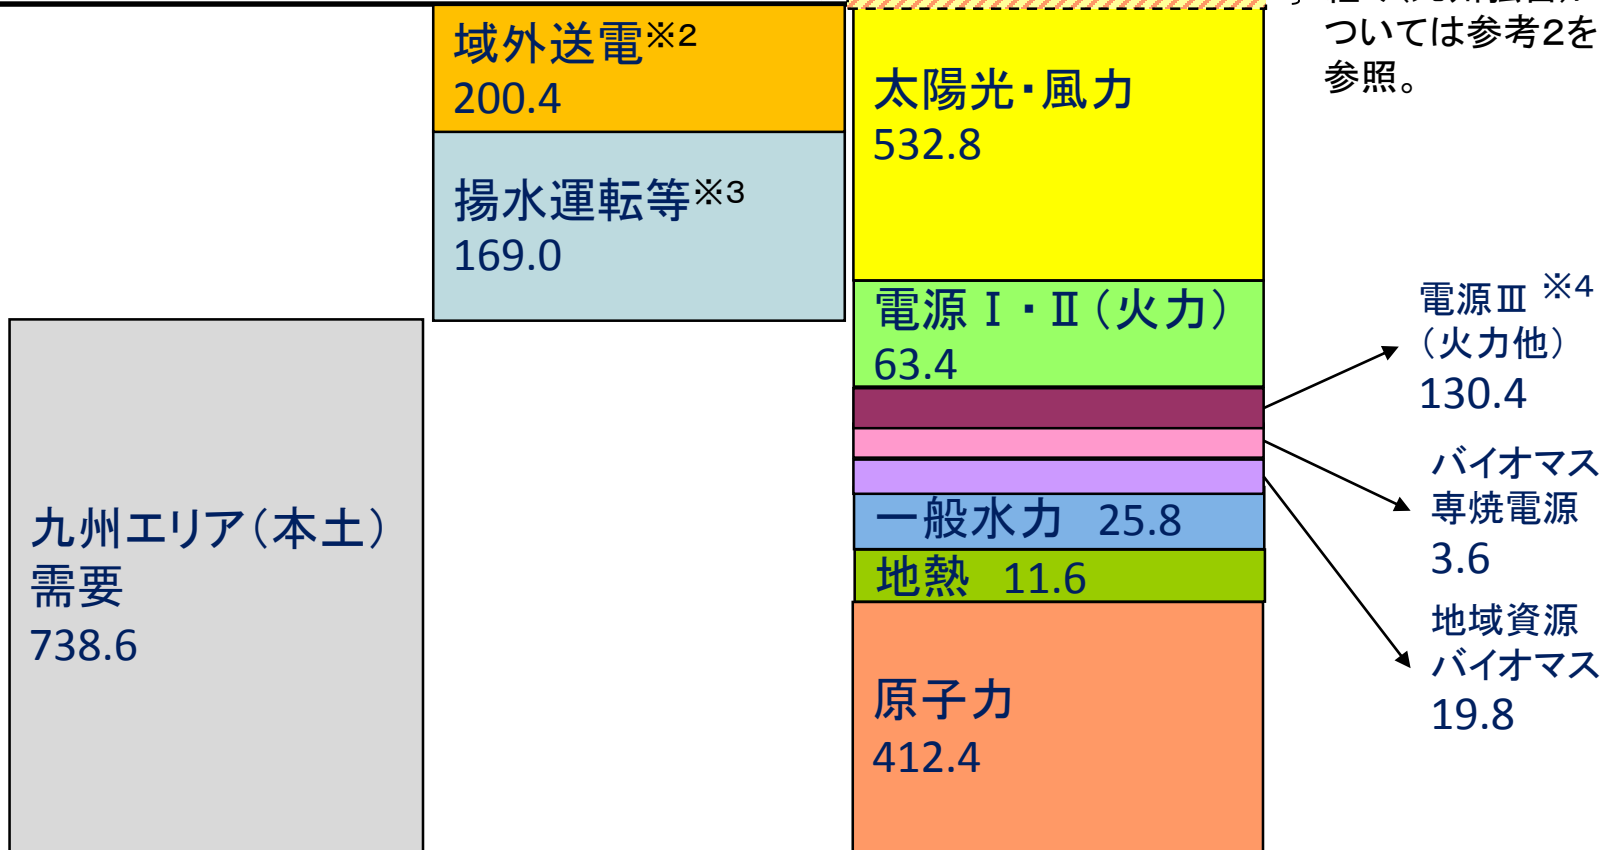 ついては参考2を
参照。
域外送電※2
200.4
揚水運転等※3
169.0
九州エリア(本土)
需要
738.6
太陽光・風力
532.8
電源Ⅰ・Ⅱ(火力)
63.4
一般水力 25.8
地熱 11.6
原子力
412.4
電源Ⅲ ※4
(火力他)
130.4
バイオマス
専焼電源
3.6
地域資源
バイオマス
19.8